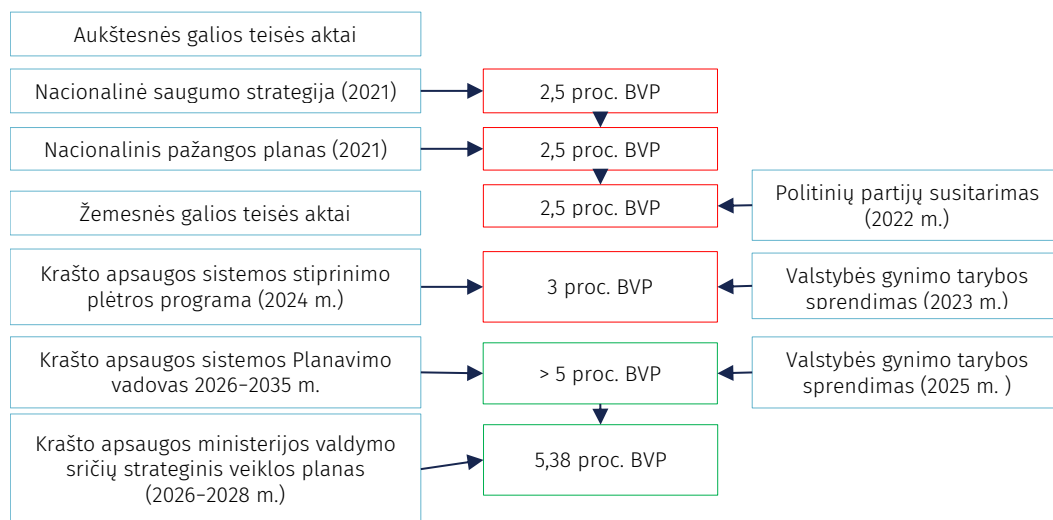 Aukštesnės galios teisės aktai
Nacionalinė saugumo strategija (2021)
2,5 proc. BVP
Nacionalinis pažangos planas (2021)
2,5 proc. BVP
Žemesnės galios teisės aktai
2,5 proc. BVP
Politinių partijų susitarimas
(2022 m.)
Krašto apsaugos sistemos stiprinimo
plėtros programa (2024 m.)
3 proc. BVP
Valstybės gynimo tarybos
sprendimas (2023 m.)
Krašto apsaugos sistemos Planavimo
vadovas 2026–2035 m.
> 5 proc. BVP
Valstybės gynimo tarybos
sprendimas (2025 m. )
Krašto apsaugos ministerijos valdymo
sričių strateginis veiklos planas
(2026–2028 m.)
5,38 proc. BVP